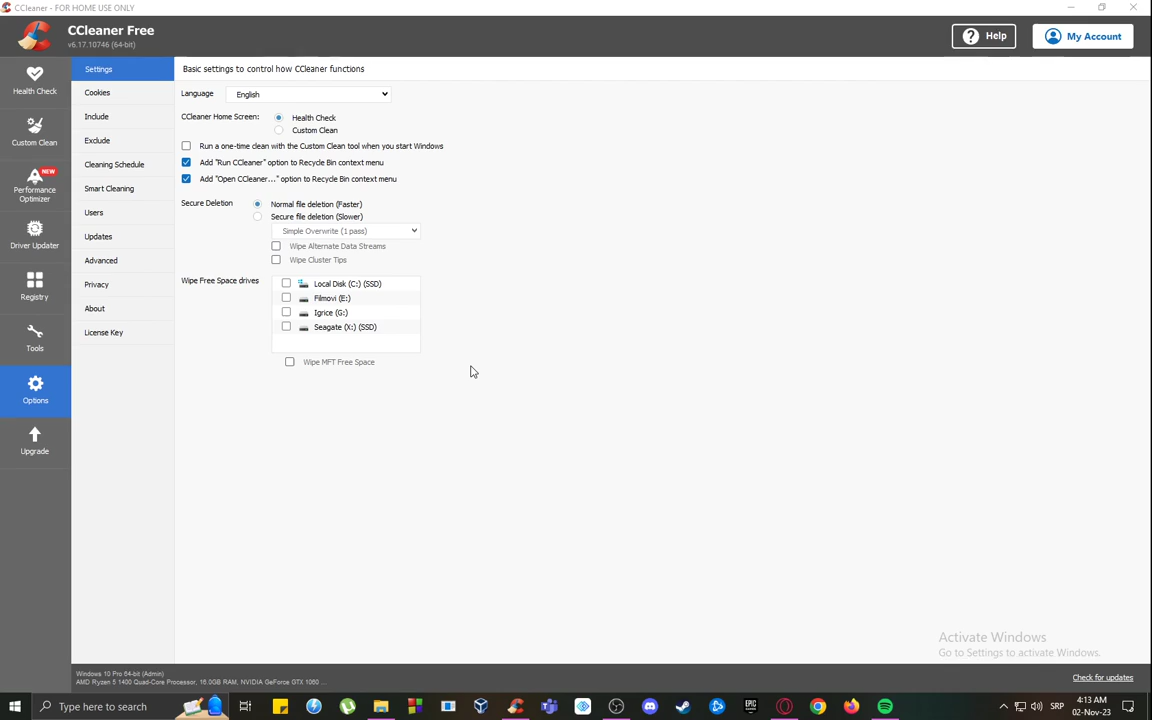 CCleaner - FOR HOME USE ONLY
CCleaner Free
v6.17.10746 (64-bit)
Help
My Account
Health Check
Custom Clean
NEW
Performance
Optimizer
Driver Updater
Registry
Tools
Options
Upgrade
Settings
Cookies
Include
Exclude
Cleaning Schedule
Smart Cleaning
Users
Updates
Advanced
Privacy
About
License Key
Basic settings to control how CCleaner functions
Language English
CCleaner Home Screen: Health Check
Custom Clean
Run a one-time clean with the Custom Clean tool when you start Windows
Add "Run CCleaner" option to Recycle Bin context menu
Add "Open CCleaner..." option to Recycle Bin context menu
Secure Deletion Normal file deletion (Faster)
Secure file deletion (Slower)
Simple Overwrite (1 pass)
Wipe Alternate Data Streams
Wipe Cluster Tips
Wipe Free Space drives Local Disk (C:) (SSD)
Filmovi (E:)
Igrice (G:)
Seagate (X:) (SSD)
Wipe MFT Free Space
Activate Windows
Go to Settings to activate Windows.
Windows 10 Pro 64-bit (Admin)
AMD Ryzen 5 1400 Quad-Core Processor, 16.0GB RAM, NVIDIA GeForce GTX 1060 ...
Check for updates
Type here to search
EPIC
SRP
4:13 AM
02-Nov-23